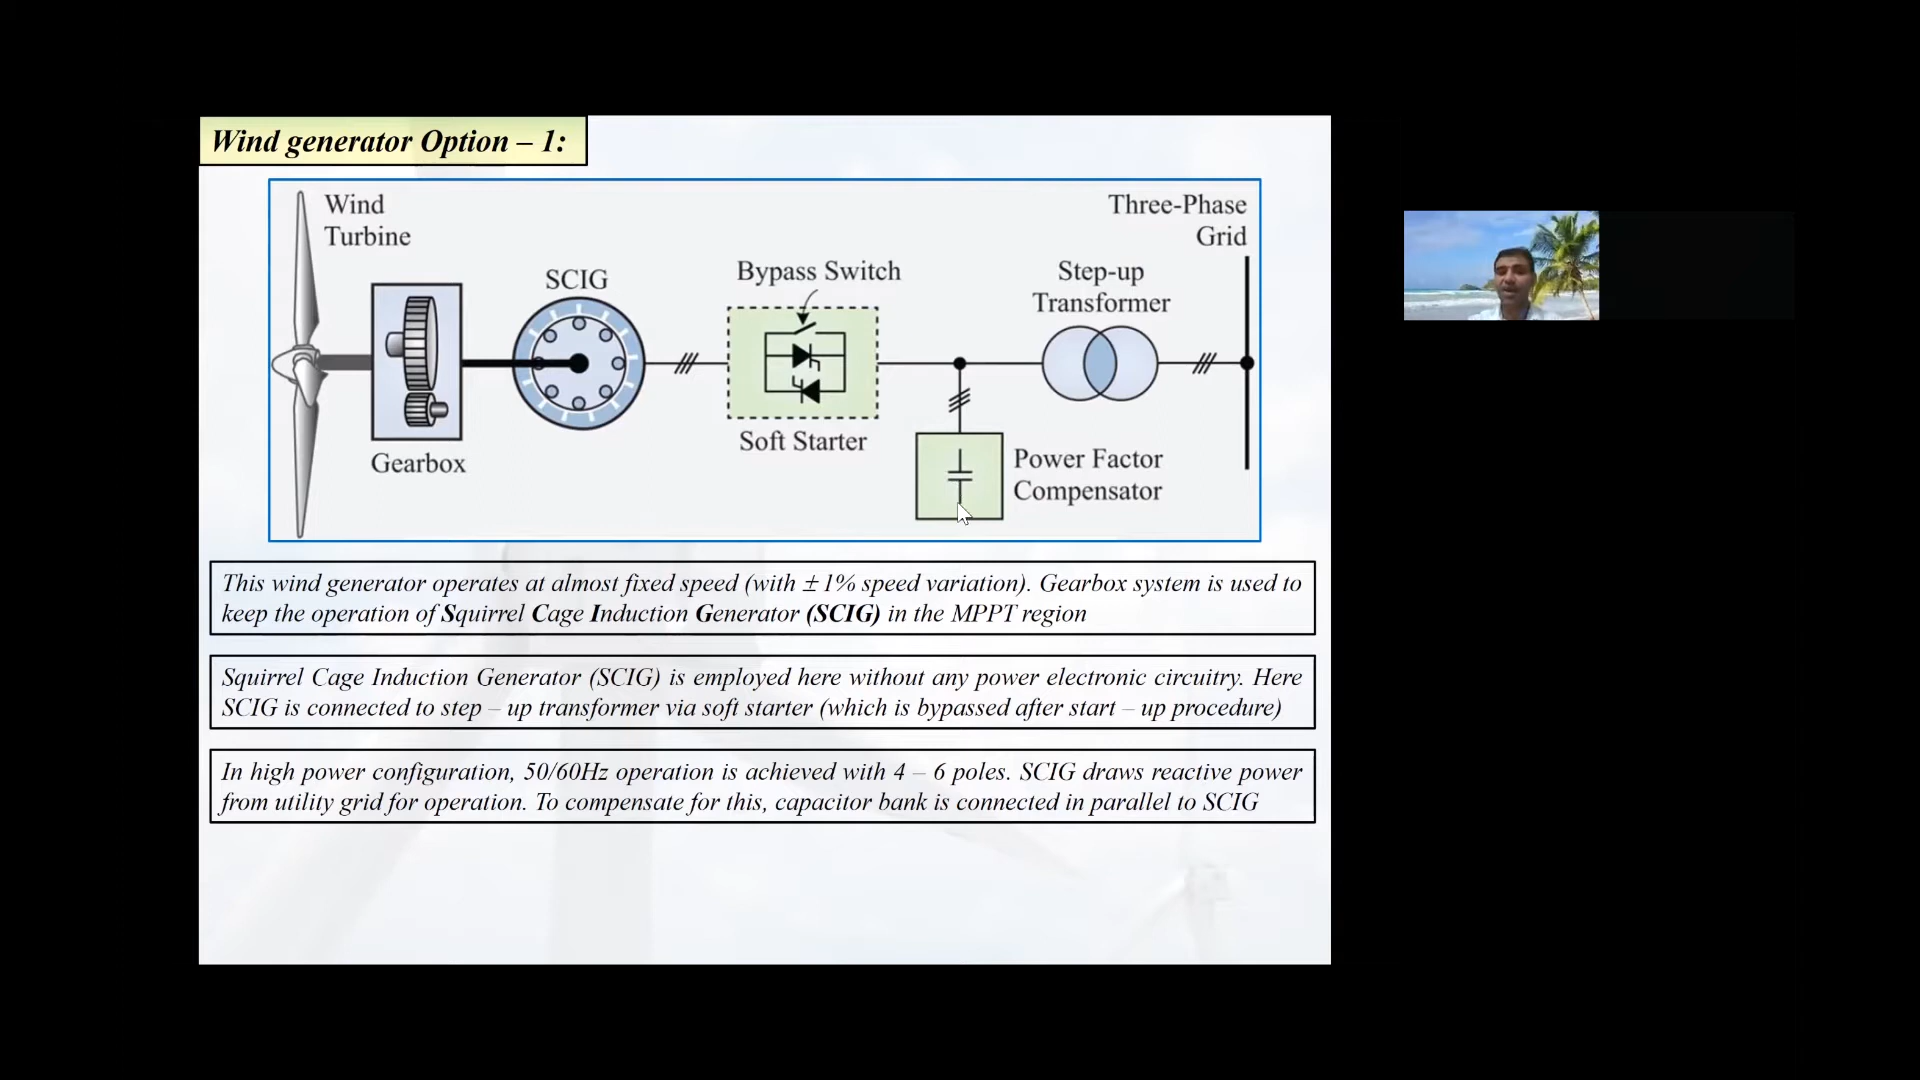 Wind generator Option – 1:
Wind
Turbine
Three-Phase
Grid
SCIG
Bypass Switch
Step-up
Transformer
Gearbox
Soft Starter
Power Factor
Compensator
This wind generator operates at almost fixed speed (with ± 1% speed variation). Gearbox system is used to
keep the operation of Squirrel Cage Induction Generator (SCIG) in the MPPT region
Squirrel Cage Induction Generator (SCIG) is employed here without any power electronic circuitry. Here
SCIG is connected to step – up transformer via soft starter (which is bypassed after start – up procedure)
In high power configuration, 50/60Hz operation is achieved with 4 – 6 poles. SCIG draws reactive power
from utility grid for operation. To compensate for this, capacitor bank is connected in parallel to SCIG